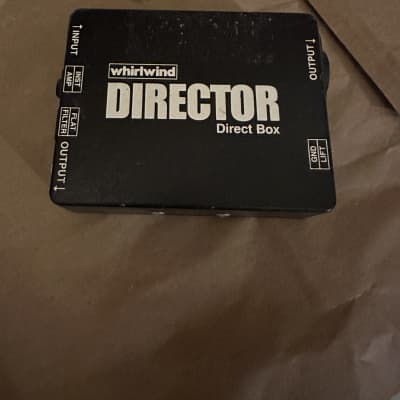 ↑INPUT
INST
AMP
FLAT
FILTER
OUTPUT↓
whirlwind
DIRECTOR
Direct Box
OUTPUT↓
GND
LIFT